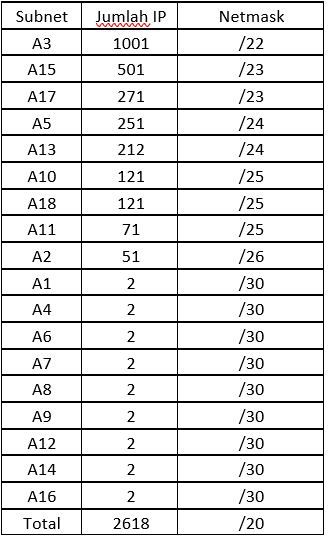 Subnet Jumlah IP Netmask
A3 1001 /22
A15 501 /23
A17 271 /23
A5 251 /24
A13 212 /24
A10 121 /25
A18 121 /25
A11 71 /25
A2 51 /26
A1 2 /30
A4 2 /30
A6 2 /30
A7 2 /30
A8 2 /30
A9 2 /30
A12 2 /30
A14 2 /30
A16 2 /30
Total 2618 /20